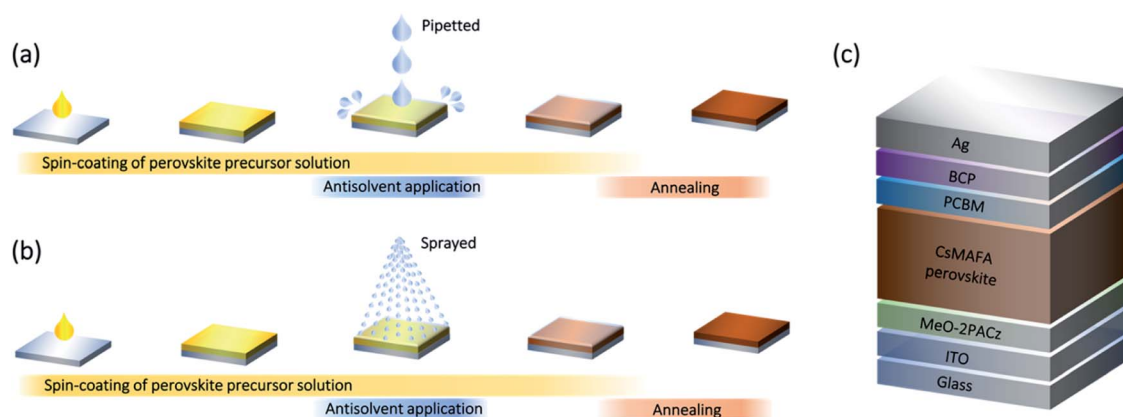 (a)
Pipetted
Spin-coating of perovskite precursor solution
Antisolvent application
Annealing
(b)
Sprayed
Spin-coating of perovskite precursor solution
Antisolvent application
Annealing
(c)
Ag
BCP
PCBM
CsMAFA
perovskite
MeO-2PACz
ITO
Glass